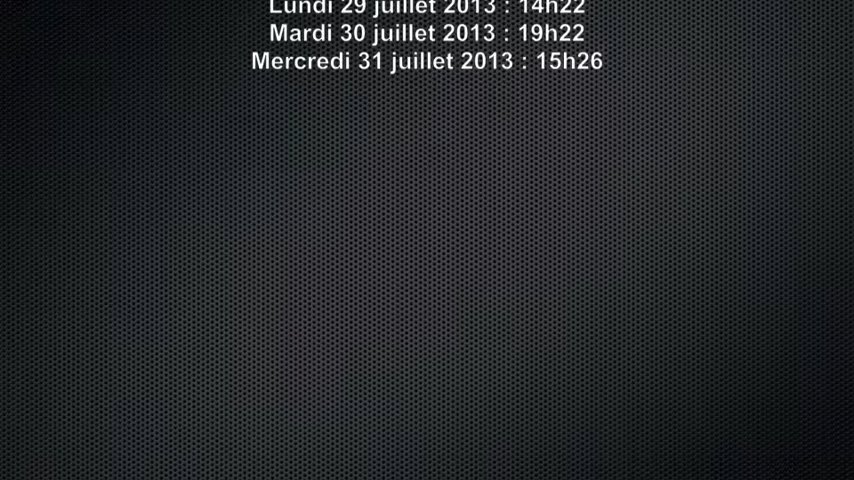 Lundi 29 juillet 2013 : 14h22
Mardi 30 juillet 2013 : 19h22
Mercredi 31 juillet 2013 : 15h26